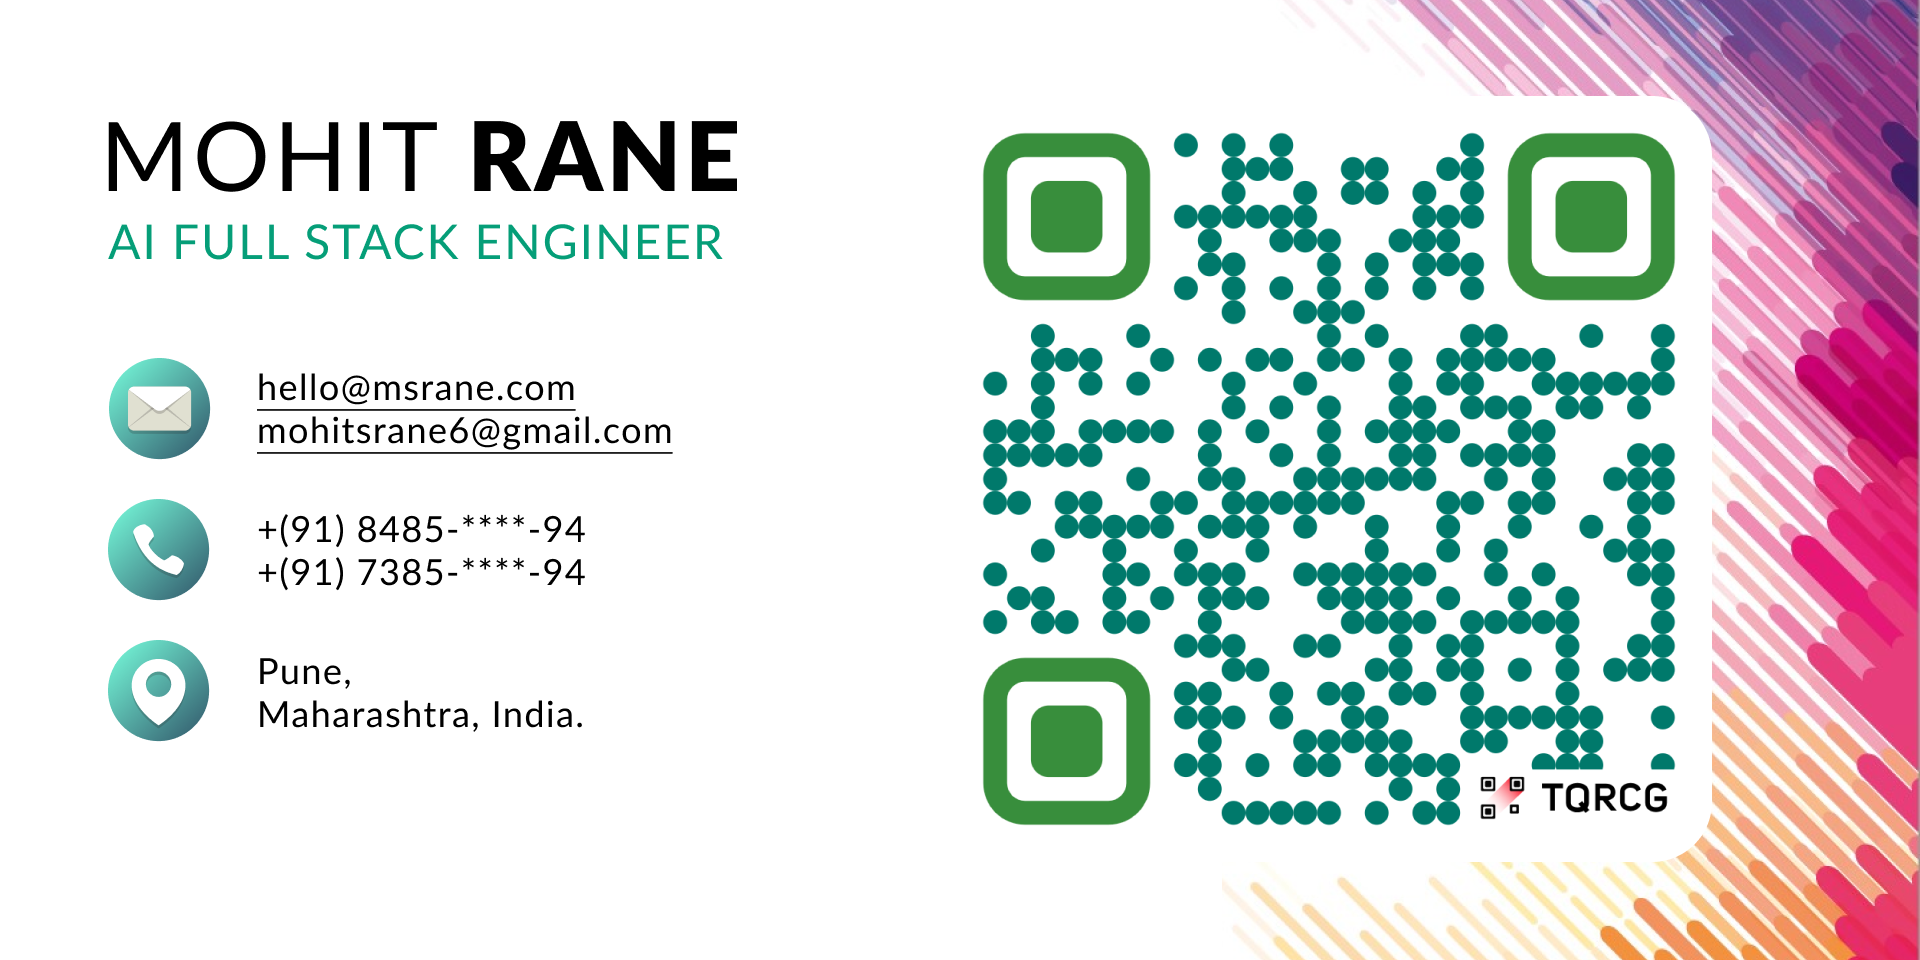 MOHIT RANE
AI FULL STACK ENGINEER
hello@msrane.com
mohitsrane6@gmail.com
+(91) 8485-****-94
+(91) 7385-****-94
Pune,
Maharashtra, India.
TQRCG